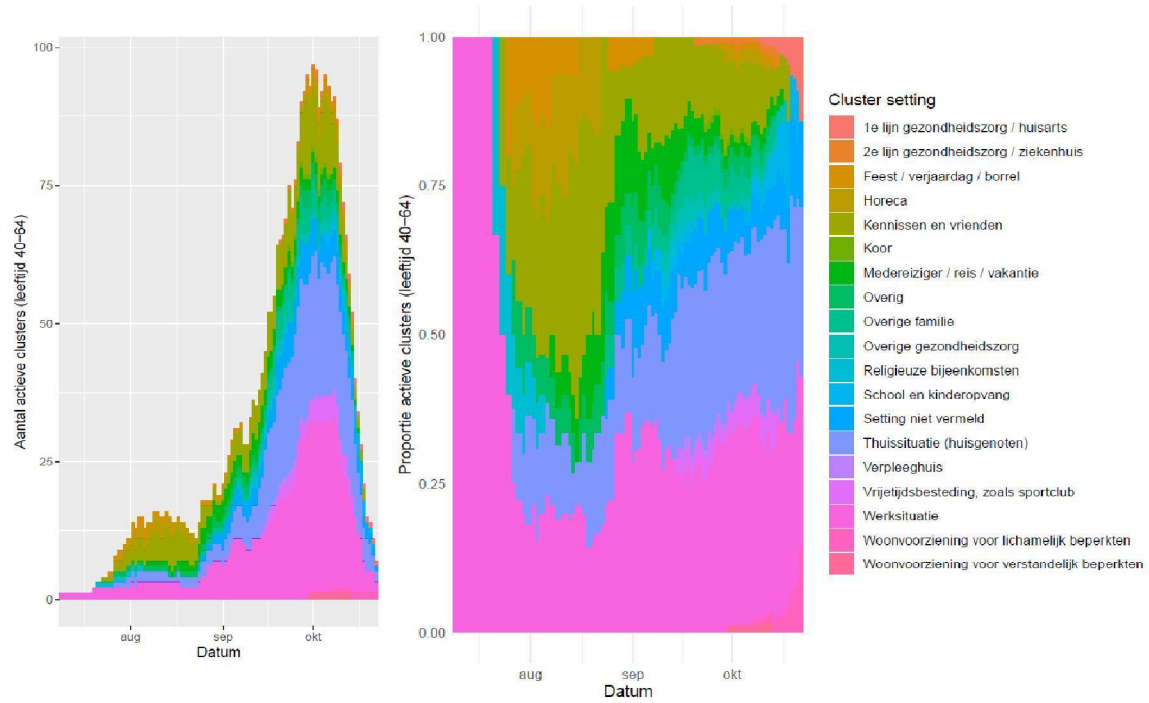 Aantal actieve clusters (leeftijd 40–64)
100
75
50
25
0
aug
sep
okt
Datum
Proportie actieve clusters (leeftijd 40–64)
1.00
0.75
0.50
0.25
0.00
aug
sep
okt
Datum
Cluster setting
1e lijn gezondheidszorg / huisarts
2e lijn gezondheidszorg / ziekenhuis
Feest / verjaardag / borrel
Horeca
Kennissen en vrienden
Koor
Medereiziger / reis / vakantie
Overig
Overige familie
Overige gezondheidszorg
Religieuze bijeenkomsten
School en kinderopvang
Setting niet vermeld
Thuissituatie (huisgenoten)
Verpleeghuis
Vrijetijdsbesteding, zoals sportclub
Werksituatie
Woonvoorziening voor lichamelijk beperkten
Woonvoorziening voor verstandelijk beperkten